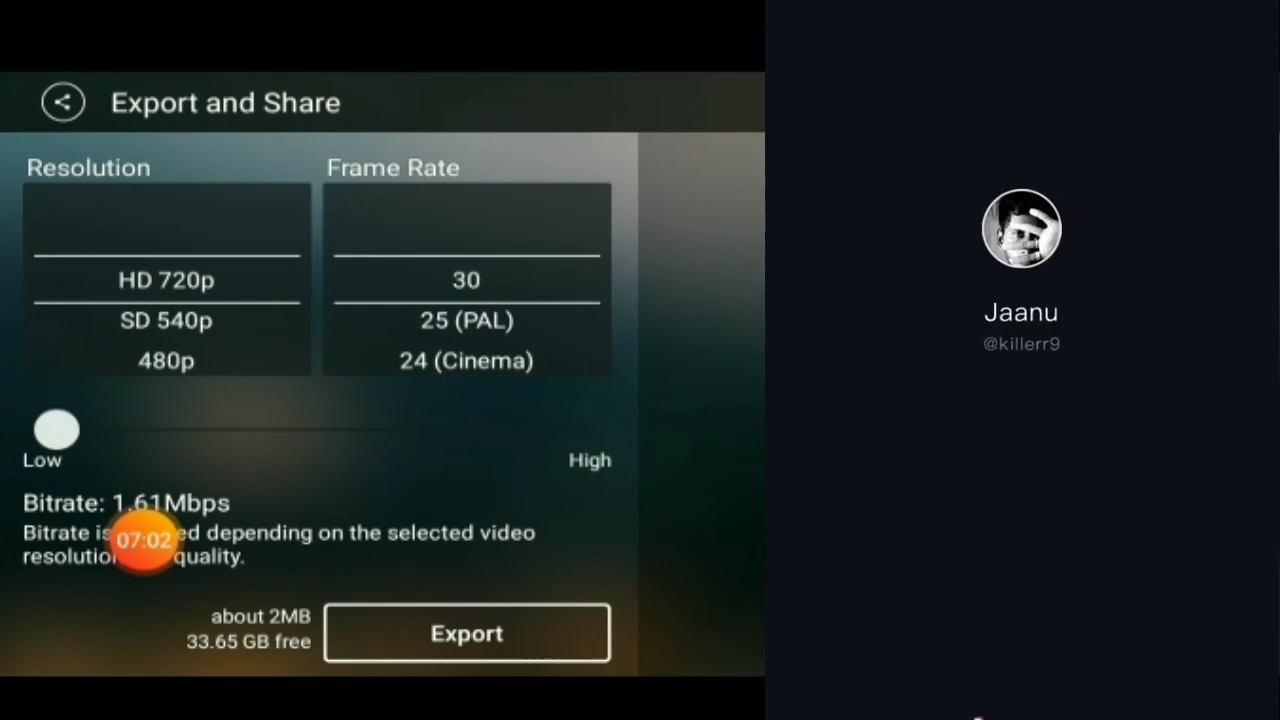 Export and Share
Resolution
Frame Rate
HD 720p
30
SD 540p
25 (PAL)
480p
24 (Cinema)
Low
High
Bitrate: 1.61Mbps
Bitrate is ed depending on the selected video
07:02
quality.
about 2MB
33.65 GB free
Export
Jaanu
@killerr9